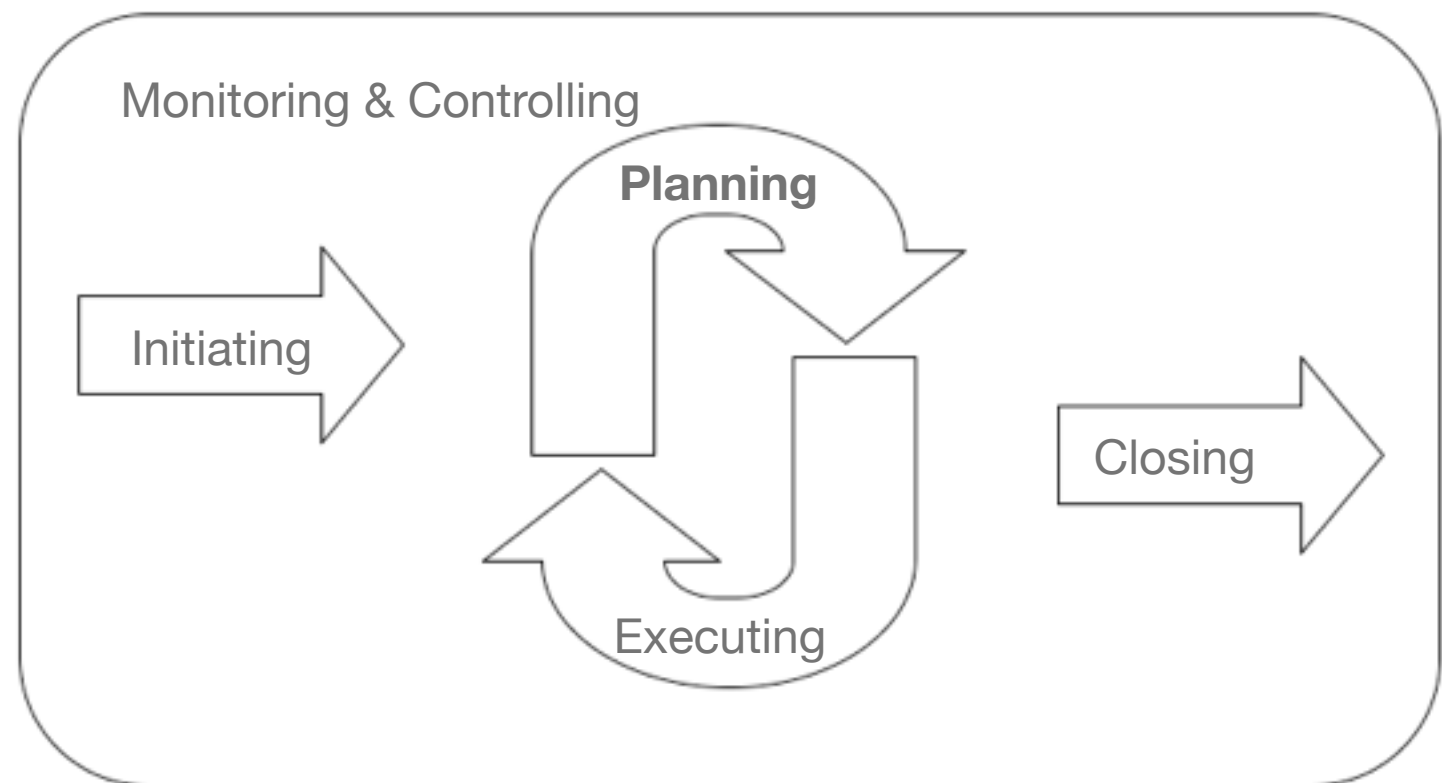 Monitoring & Controlling
Planning
Initiating
Closing
Executing